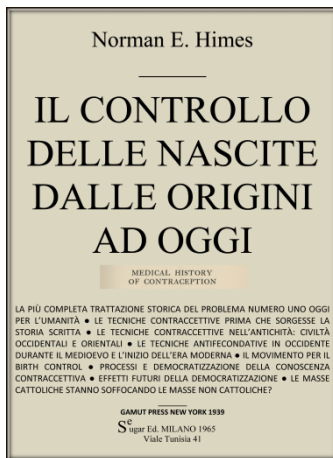 Norman E. Himes
IL CONTROLLO
DELLE NASCITE
DALLE ORIGINI
AD OGGI
MEDICAL HISTORY
OF CONTRACEPTION
LA PIÙ COMPLETA TRATTAZIONE STORICA DEL PROBLEMA NUMERO UNO OGGI
PER L'UMANITÀ ● LE TECNICHE CONTRACCETTIVE PRIMA CHE SORGESSE LA
STORIA SCRITTA ● LE TECNICHE CONTRACCETTIVE NELL'ANTICHITÀ: CIVILTÀ
OCCIDENTALI E ORIENTALI ● LE TECNICHE ANTIFECONDATIVE IN OCCIDENTE
DURANTE IL MEDIOEVO E L'INIZIO DELL'ERA MODERNA ● IL MOVIMENTO PER IL
BIRTH CONTROL ● PROCESSI E DEMOCRATIZZAZIONE DELLA CONOSCENZA
CONTRACCETTIVA ● EFFETTI FUTURI DELLA DEMOCRATIZZAZIONE ● LE MASSE
CATTOLICHE STANNO SOFFOCANDO LE MASSE NON CATTOLICHE?
GAMUT PRESS NEW YORK 1939
Sugar Ed. MILANO 1965
Viale Tunisia 41